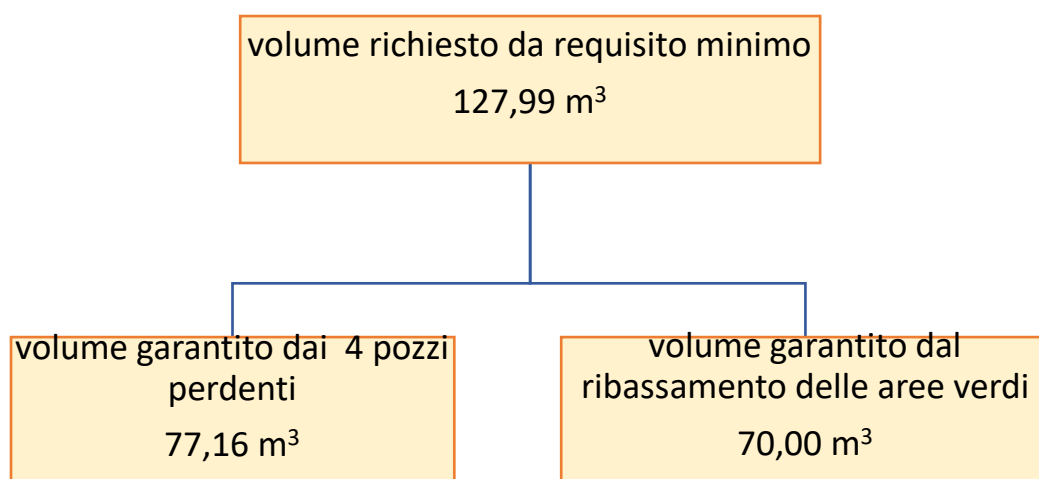 volume richiesto da requisito minimo
127,99 m³
volume garantito dai  4 pozzi
perdenti
77,16 m³
volume garantito dal
ribassamento delle aree verdi
70,00 m³